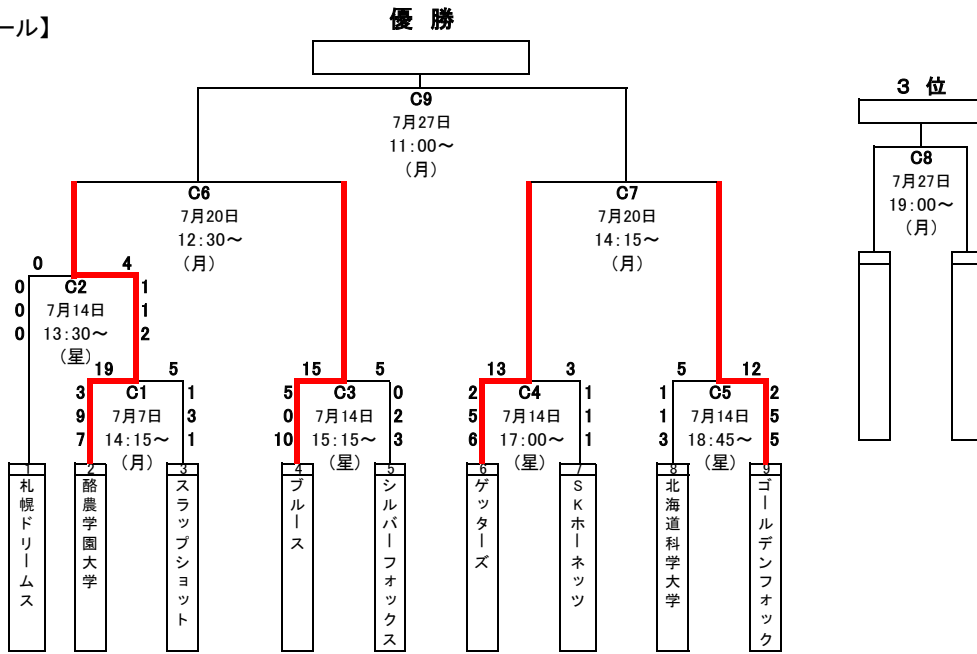 ール】
優 勝
C9
7月27日
11:00～
(月)
3 位
C8
7月27日
19:00～
(月)
C6
7月20日
12:30～
(月)
C7
7月20日
14:15～
(月)
0 4
0 C2 1
0 7月14日 1
0 13:30～ 2
(星)
19 5
3 C1 1
9 7月7日 3
7 14:15～ 1
(月)
15 5
5 C3 0
0 7月14日 2
10 15:15～ 3
(星)
13 3
2 C4 1
5 7月14日 1
6 17:00～ 1
(星)
5 12
1 C5 2
1 7月14日 5
3 18:45～ 5
(星)
1
札幌ドリームス
2
酪農学園大学
3
スラップショット
4
ブルース
5
シルバーフォックス
6
ゲッターズ
7
SKホーネッツ
8
北海道科学大学
9
ゴールデンフォック